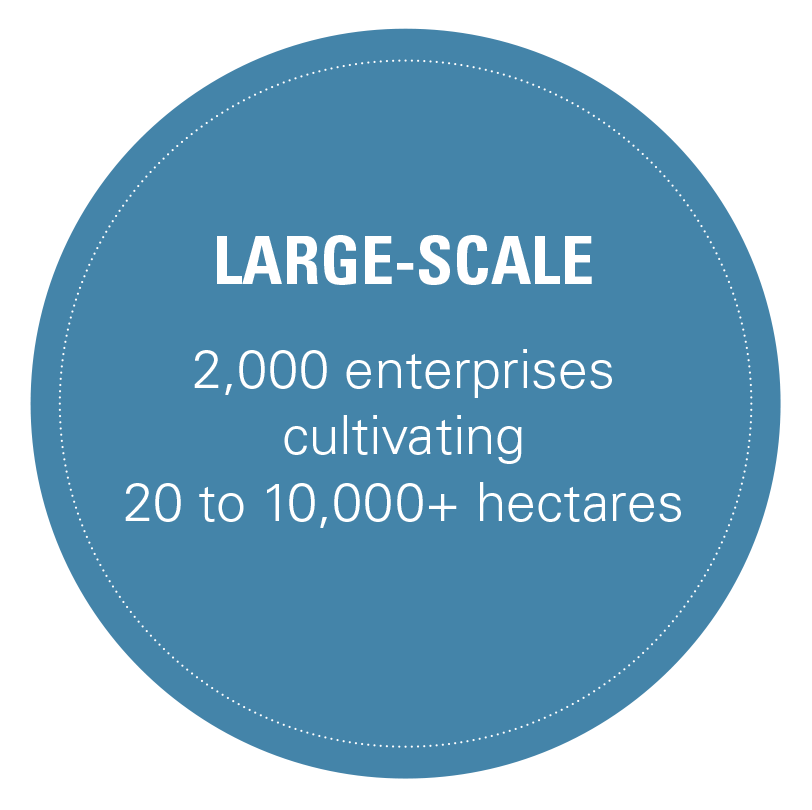 LARGE-SCALE
2,000 enterprises
cultivating
20 to 10,000+ hectares